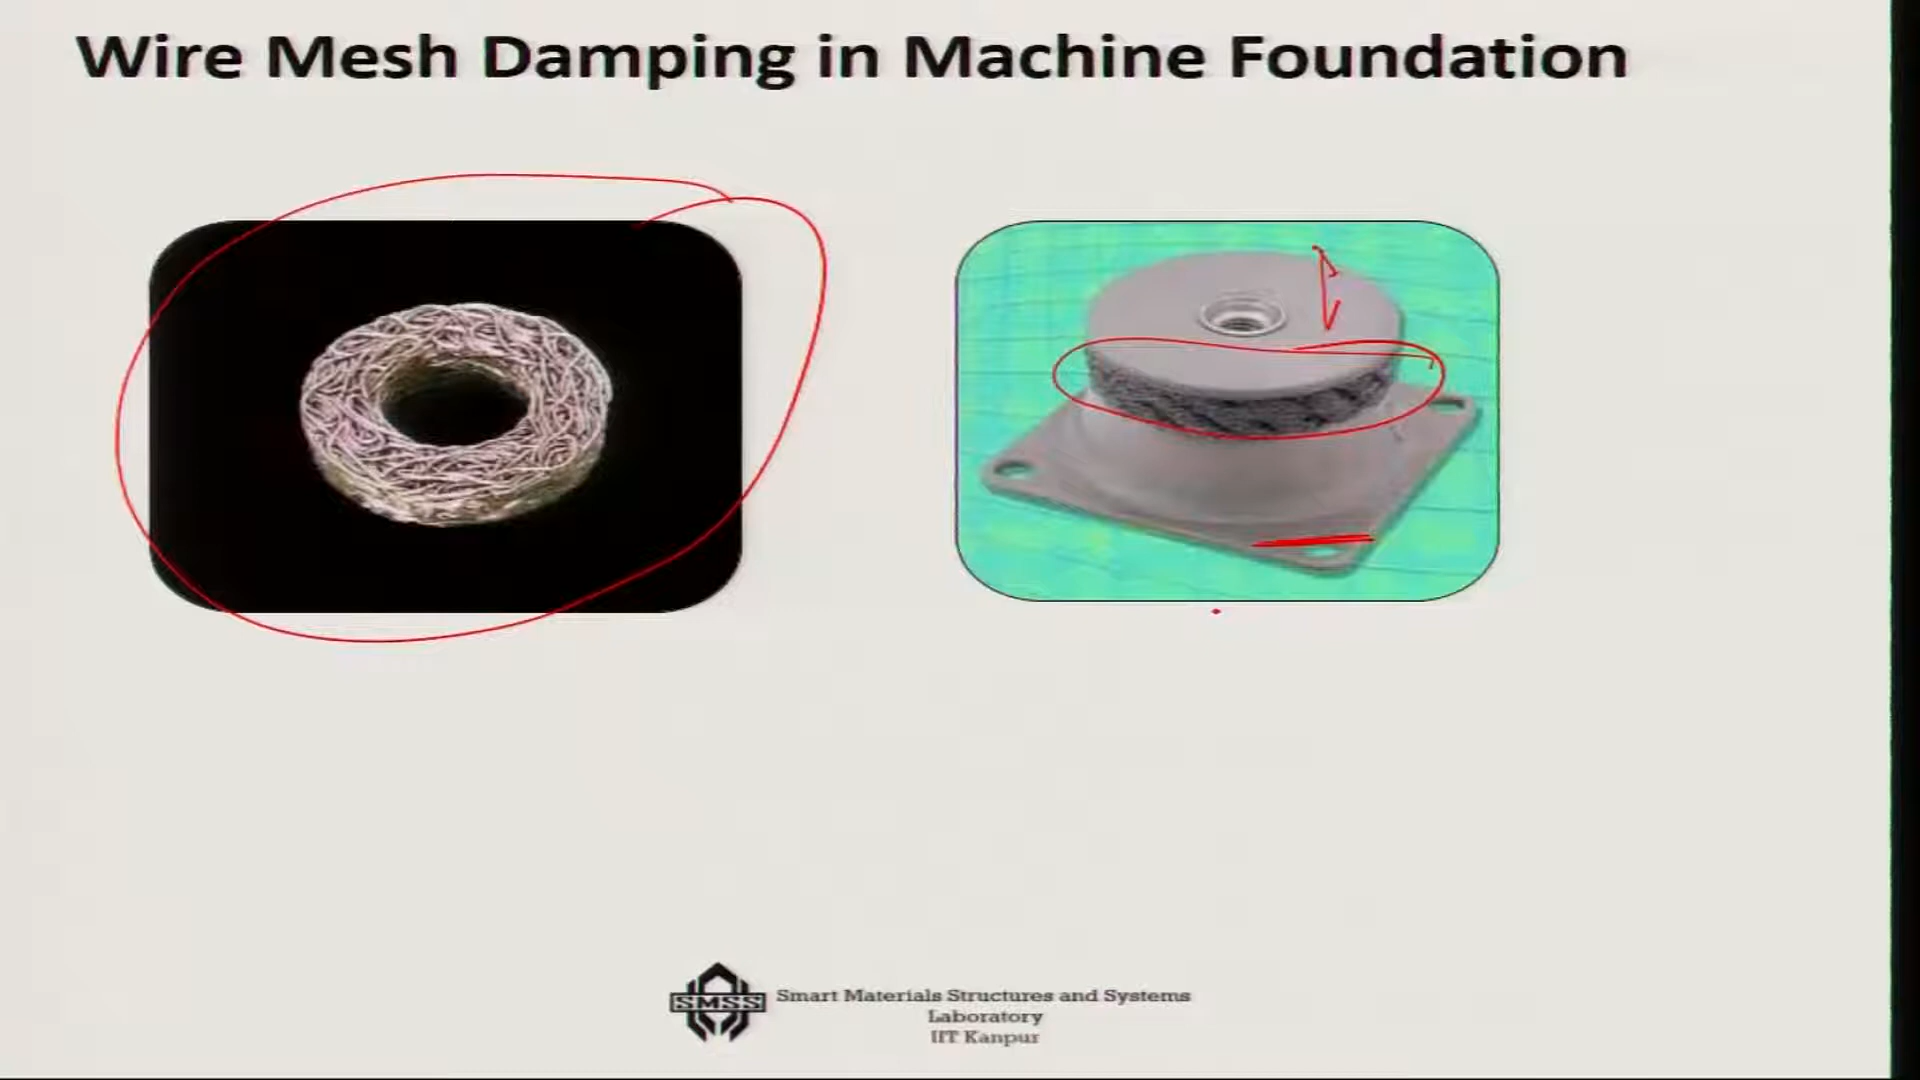 Wire Mesh Damping in Machine Foundation
SMSS
Smart Materials Structures and Systems
Laboratory
IIT Kanpur